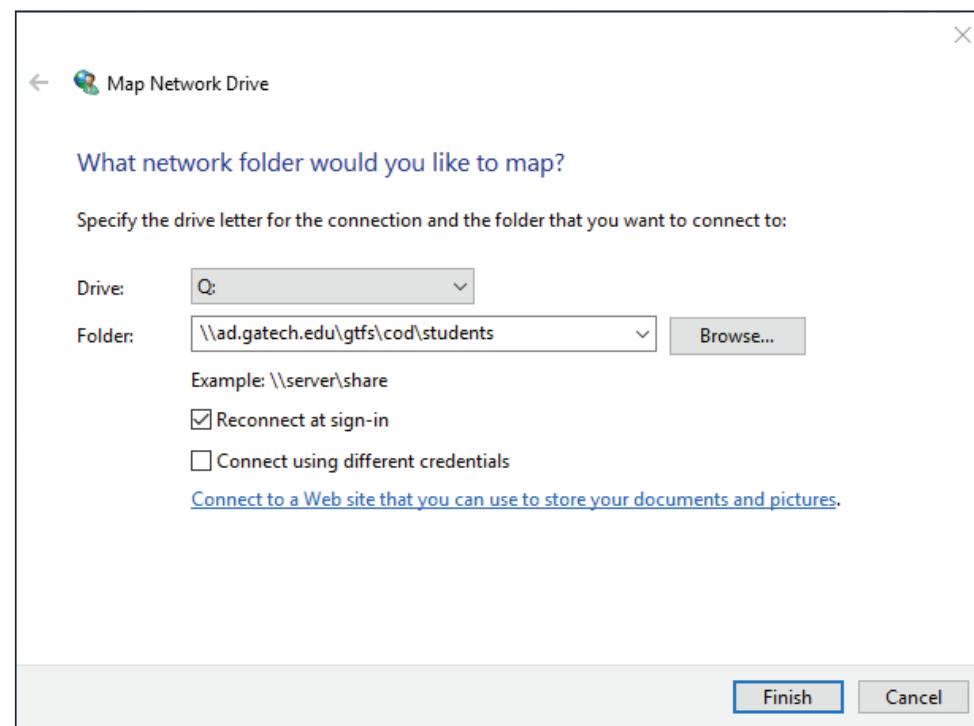 Map Network Drive
What network folder would you like to map?
Specify the drive letter for the connection and the folder that you want to connect to:
Drive: Q:
Folder: \\ad.gatech.edu\gtfs\cod\students Browse...
Example: \\server\share
Reconnect at sign-in
Connect using different credentials
Connect to a Web site that you can use to store your documents and pictures.
Finish Cancel